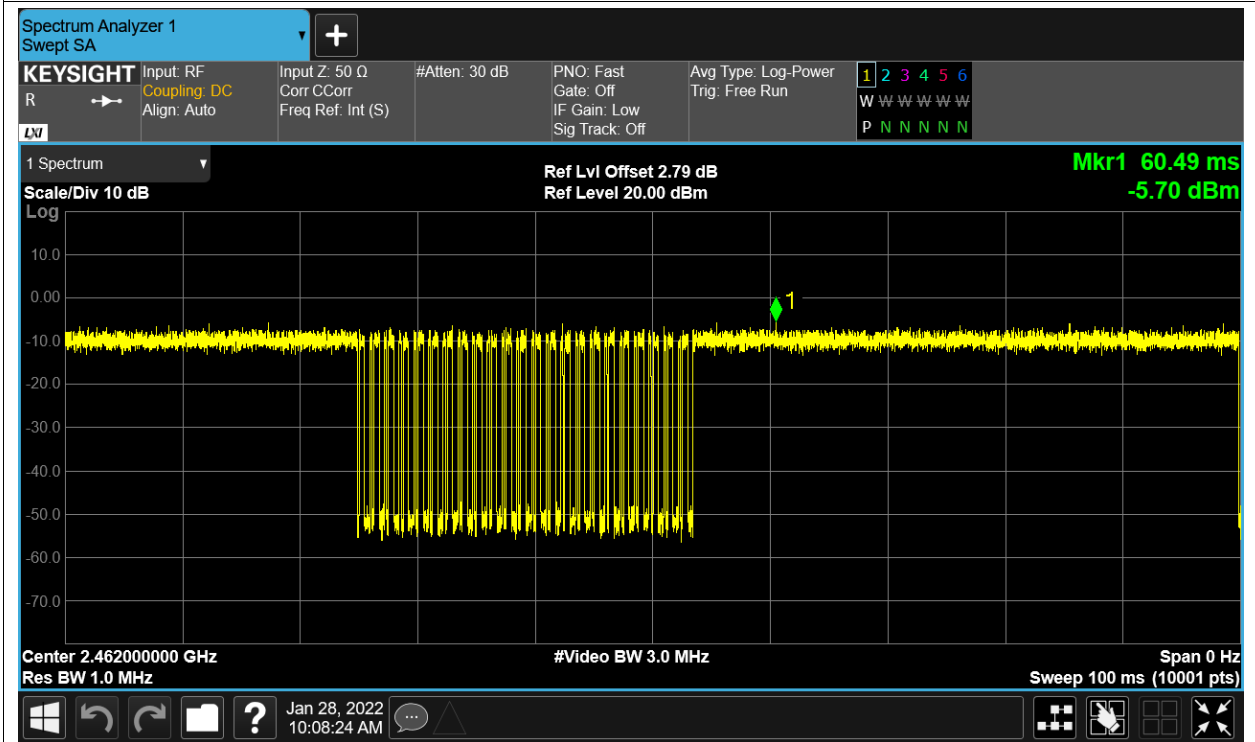 Spectrum Analyzer 1
Swept SA
KEYSIGHT
R
LXI
Input: RF
Coupling: DC
Align: Auto
Input Z: 50 Ω
Corr CCorr
Freq Ref: Int (S)
#Atten: 30 dB
PNO: Fast
Gate: Off
IF Gain: Low
Sig Track: Off
Avg Type: Log-Power
Trig: Free Run
1 2 3 4 5 6
W W W W W W
P N N N N N
1 Spectrum
Scale/Div 10 dB
Ref Lvl Offset 2.79 dB
Ref Level 20.00 dBm
Mkr1 60.49 ms
-5.70 dBm
Log
10.0
0.00
-10.0
-20.0
-30.0
-40.0
-50.0
-60.0
-70.0
1
Center 2.462000000 GHz
Res BW 1.0 MHz
#Video BW 3.0 MHz
Span 0 Hz
Sweep 100 ms (10001 pts)
?
Jan 28, 2022
10:08:24 AM